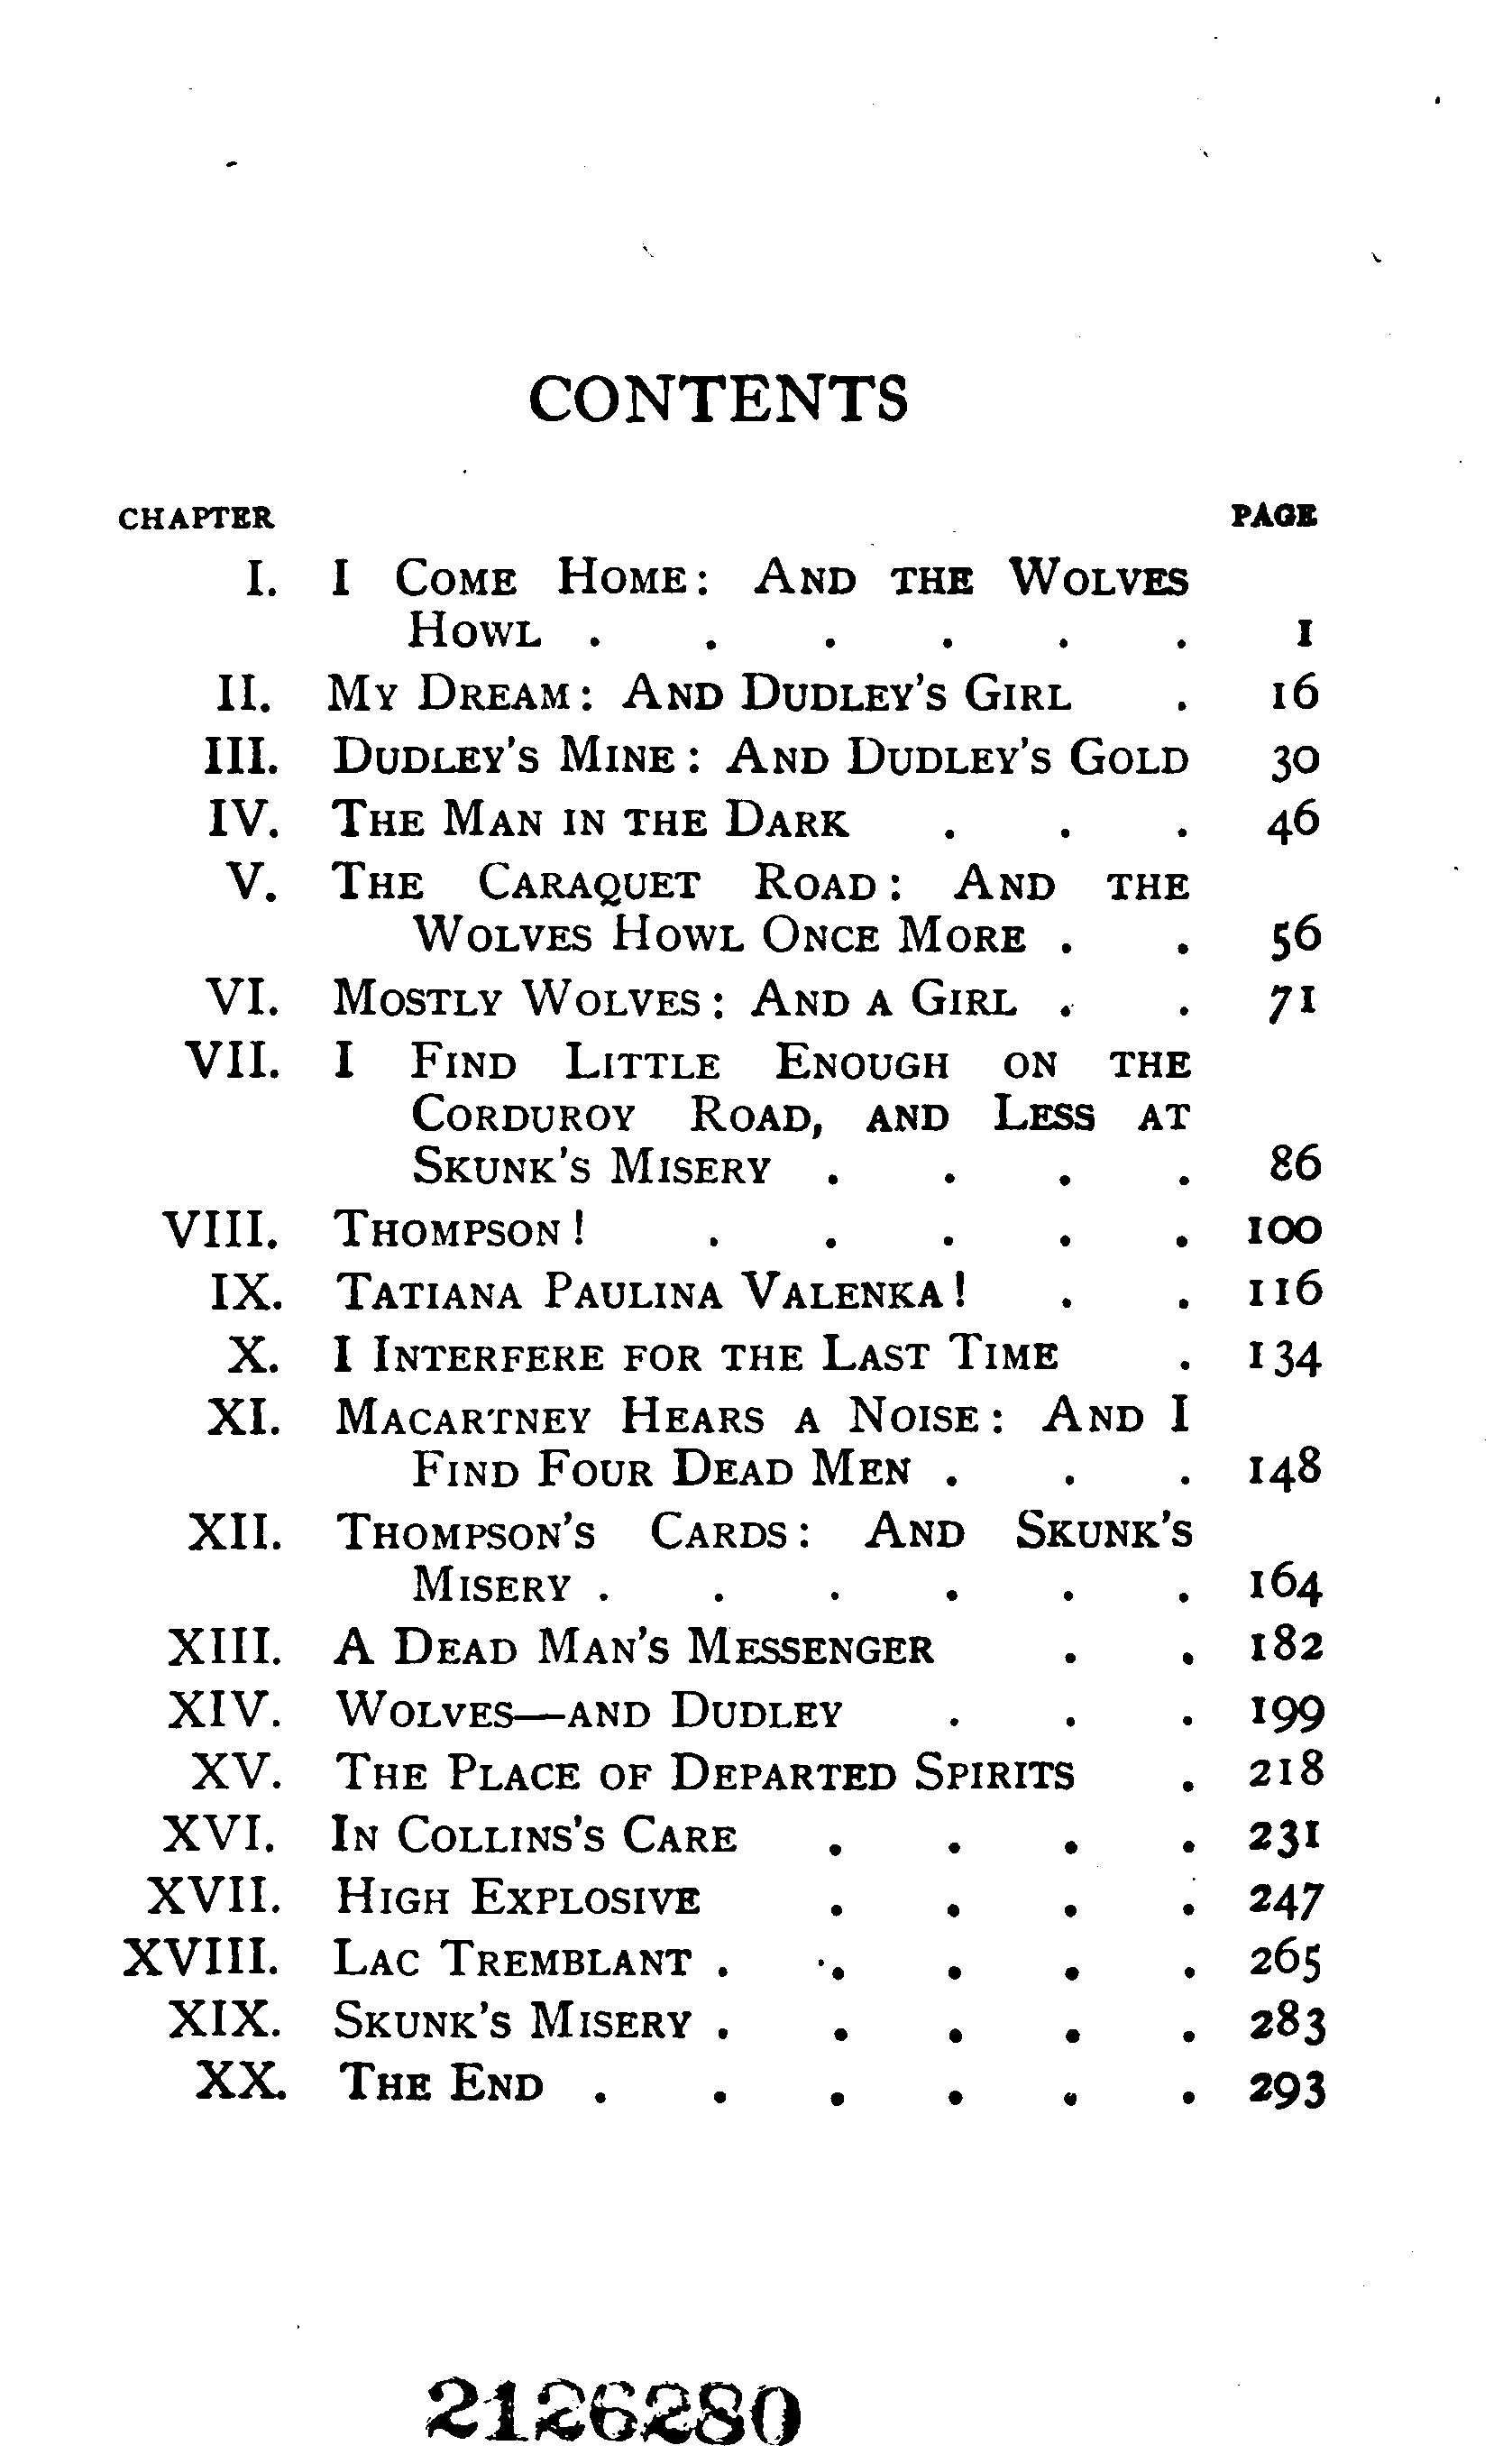 CONTENTS
CHAPTER PAGE
I. I COME HOME: AND THE WOLVES
HOWL . . . . . . 1
II. MY DREAM: AND DUDLEY'S GIRL . 16
III. DUDLEY'S MINE: AND DUDLEY'S GOLD 30
IV. THE MAN IN THE DARK . . . 46
V. THE CARAQUET ROAD: AND THE
WOLVES HOWL ONCE MORE . . 56
VI. MOSTLY WOLVES: AND A GIRL . . 71
VII. I FIND LITTLE ENOUGH ON THE
CORDUROY ROAD, AND LESS AT
SKUNK'S MISERY . . . . 86
VIII. THOMPSON! . . . . . 100
IX. TATIANA PAULINA VALENKA! . . 116
X. I INTERFERE FOR THE LAST TIME . 134
XI. MACARTNEY HEARS A NOISE: AND I
FIND FOUR DEAD MEN . . . 148
XII. THOMPSON'S CARDS: AND SKUNK'S
MISERY . . . . . . 164
XIII. A DEAD MAN'S MESSENGER . . 182
XIV. WOLVES—AND DUDLEY . . . 199
XV. THE PLACE OF DEPARTED SPIRITS . 218
XVI. IN COLLINS'S CARE . . . . 231
XVII. HIGH EXPLOSIVE . . . . 247
XVIII. LAC TREMBLANT . . . . . 265
XIX. SKUNK'S MISERY . . . . . 283
XX. THE END . . . . . . 293
2126280